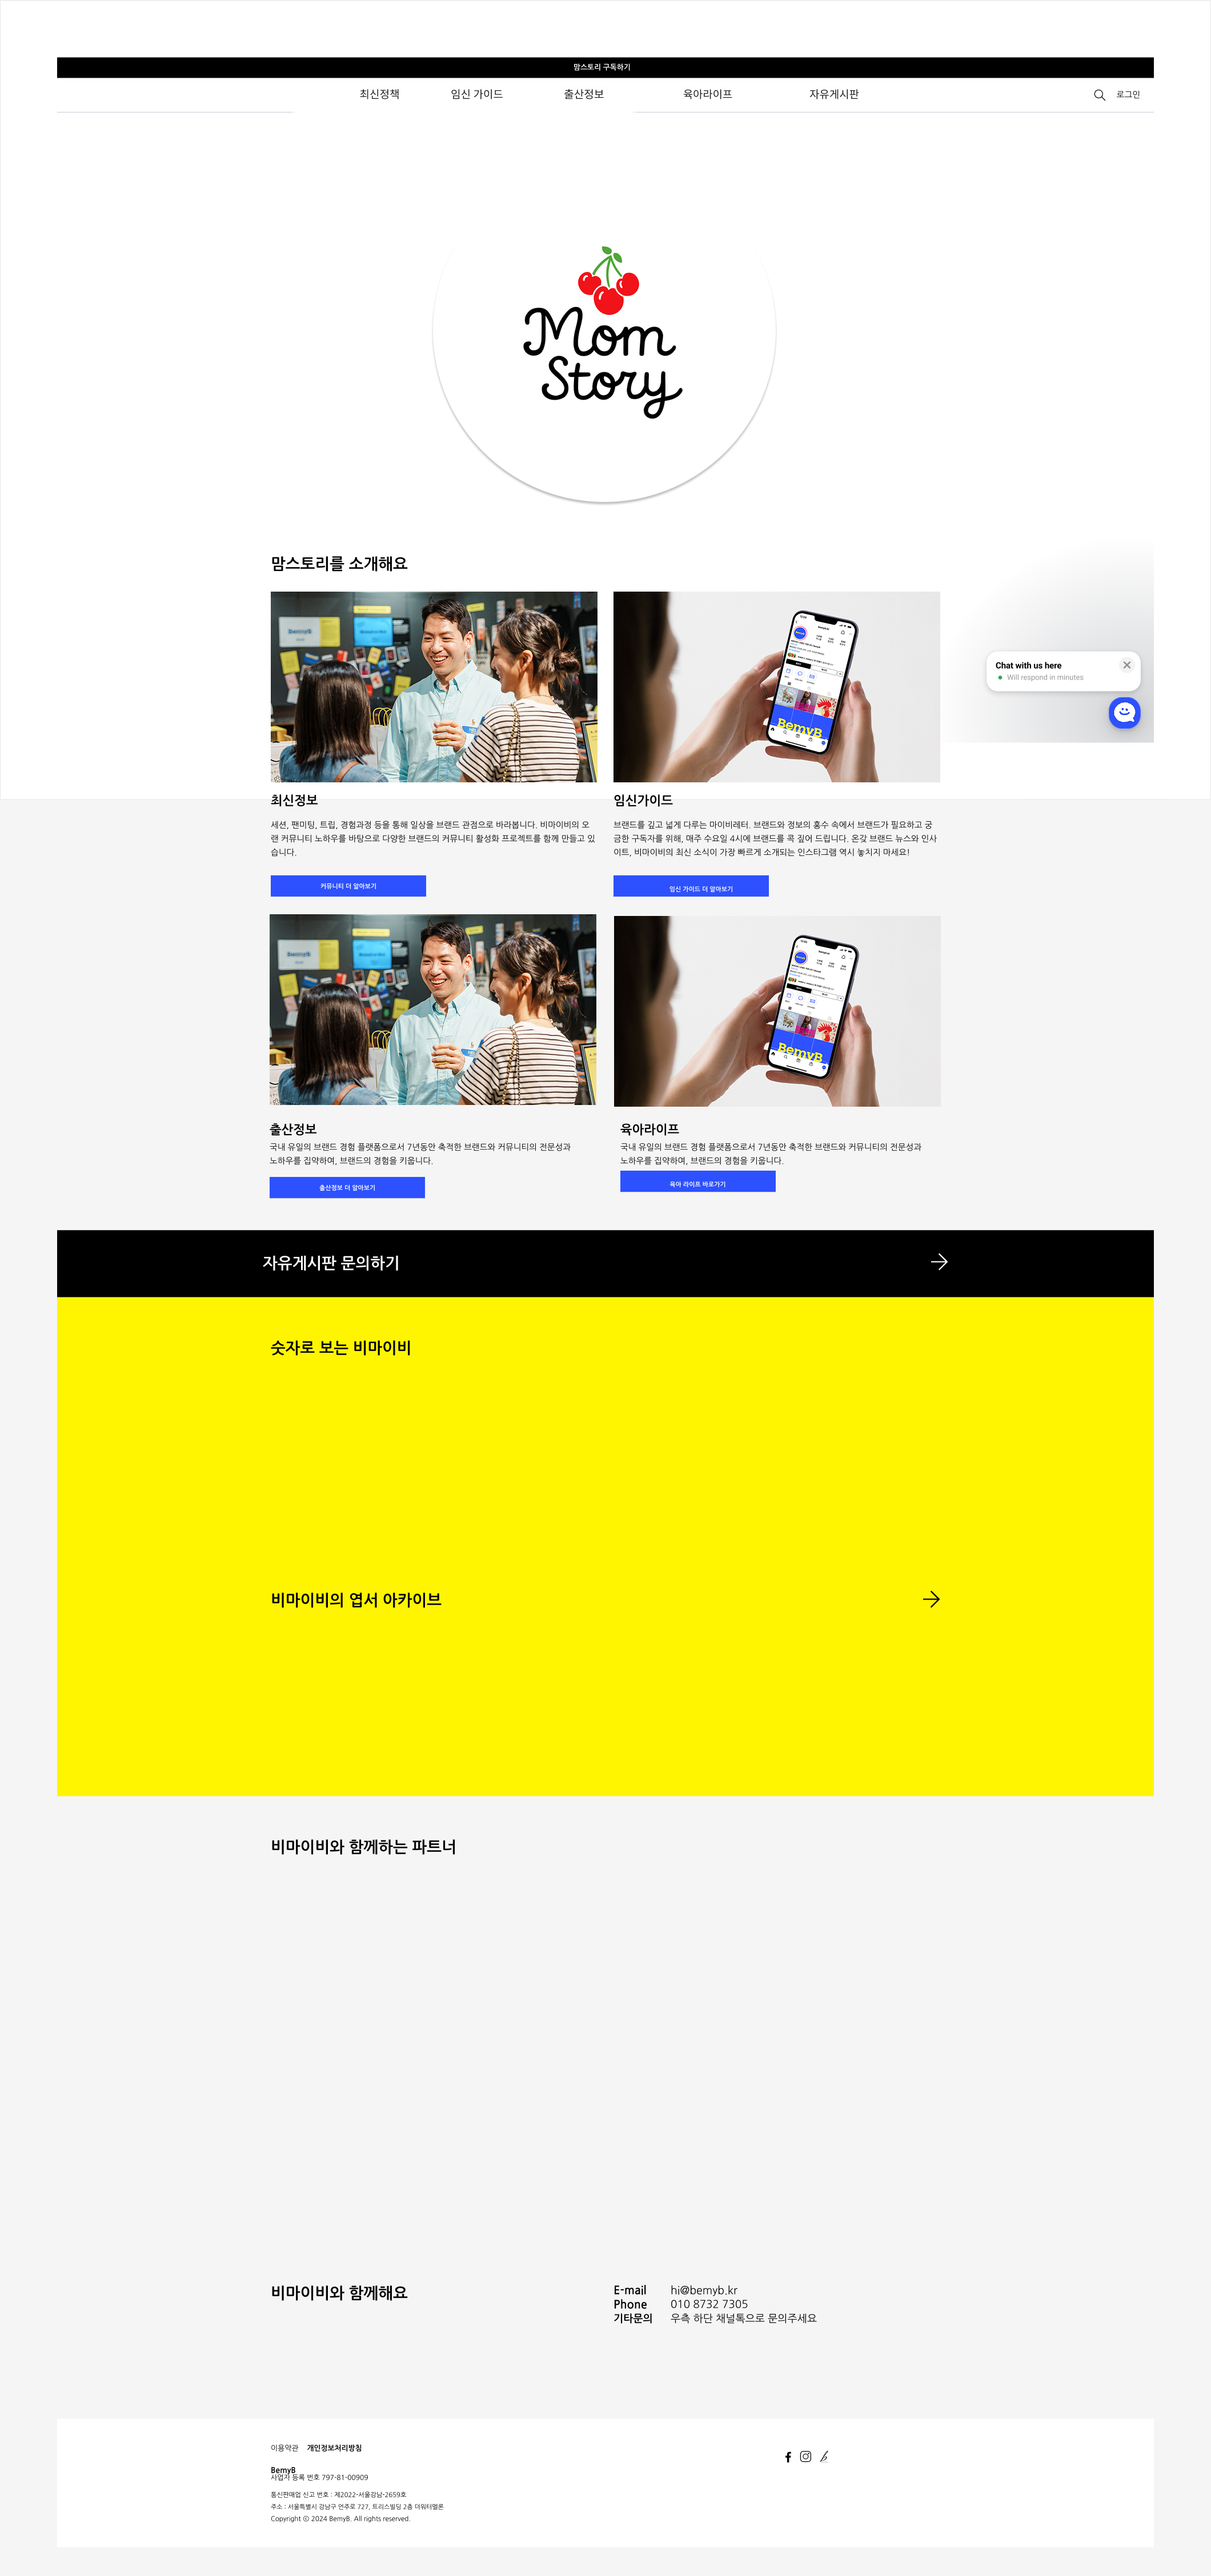 맘스토리 구독하기
최신정책
임신 가이드
출산정보
육아라이프
자유게시판
로그인
Mom
Story
맘스토리를 소개해요
BemyB
Chat with us here
Will respond in minutes
최신정보
세션, 팬미팅, 트립, 경험과정 등을 통해 일상을 브랜드 관점으로 바라봅니다. 비마이비의 오
랜 커뮤니티 노하우를 바탕으로 다양한 브랜드의 커뮤니티 활성화 프로젝트를 함께 만들고 있
습니다.
커뮤니티 더 알아보기
임신가이드
브랜드를 깊고 넓게 다루는 마이비레터. 브랜드와 정보의 홍수 속에서 브랜드가 필요하고 궁
금한 구독자를 위해, 매주 수요일 4시에 브랜드를 콕 짚어 드립니다. 온갖 브랜드 뉴스와 인사
이트, 비마이비의 최신 소식이 가장 빠르게 소개되는 인스타그램 역시 놓치지 마세요!
임신 가이드 더 알아보기
BemyB
출산정보
국내 유일의 브랜드 경험 플랫폼으로서 7년동안 축적한 브랜드와 커뮤니티의 전문성과
노하우를 집약하여, 브랜드의 경험을 키웁니다.
출산정보 더 알아보기
육아라이프
국내 유일의 브랜드 경험 플랫폼으로서 7년동안 축적한 브랜드와 커뮤니티의 전문성과
노하우를 집약하여, 브랜드의 경험을 키웁니다.
육아 라이프 바로가기
자유게시판 문의하기
숫자로 보는 비마이비
비마이비의 엽서 아카이브
비마이비와 함께하는 파트너
비마이비와 함께해요
E-mail hi@bemyb.kr
Phone 010 8732 7305
기타문의 우측 하단 채널톡으로 문의주세요
이용약관 개인정보처리방침
BemyB
사업자 등록 번호 797-81-00909
통신판매업 신고 번호 : 제2022-서울강남-2659호
주소 : 서울특별시 강남구 언주로 727, 트리스빌딩 2층 더워터멜론
Copyright ⓒ 2024 BemyB. All rights reserved.